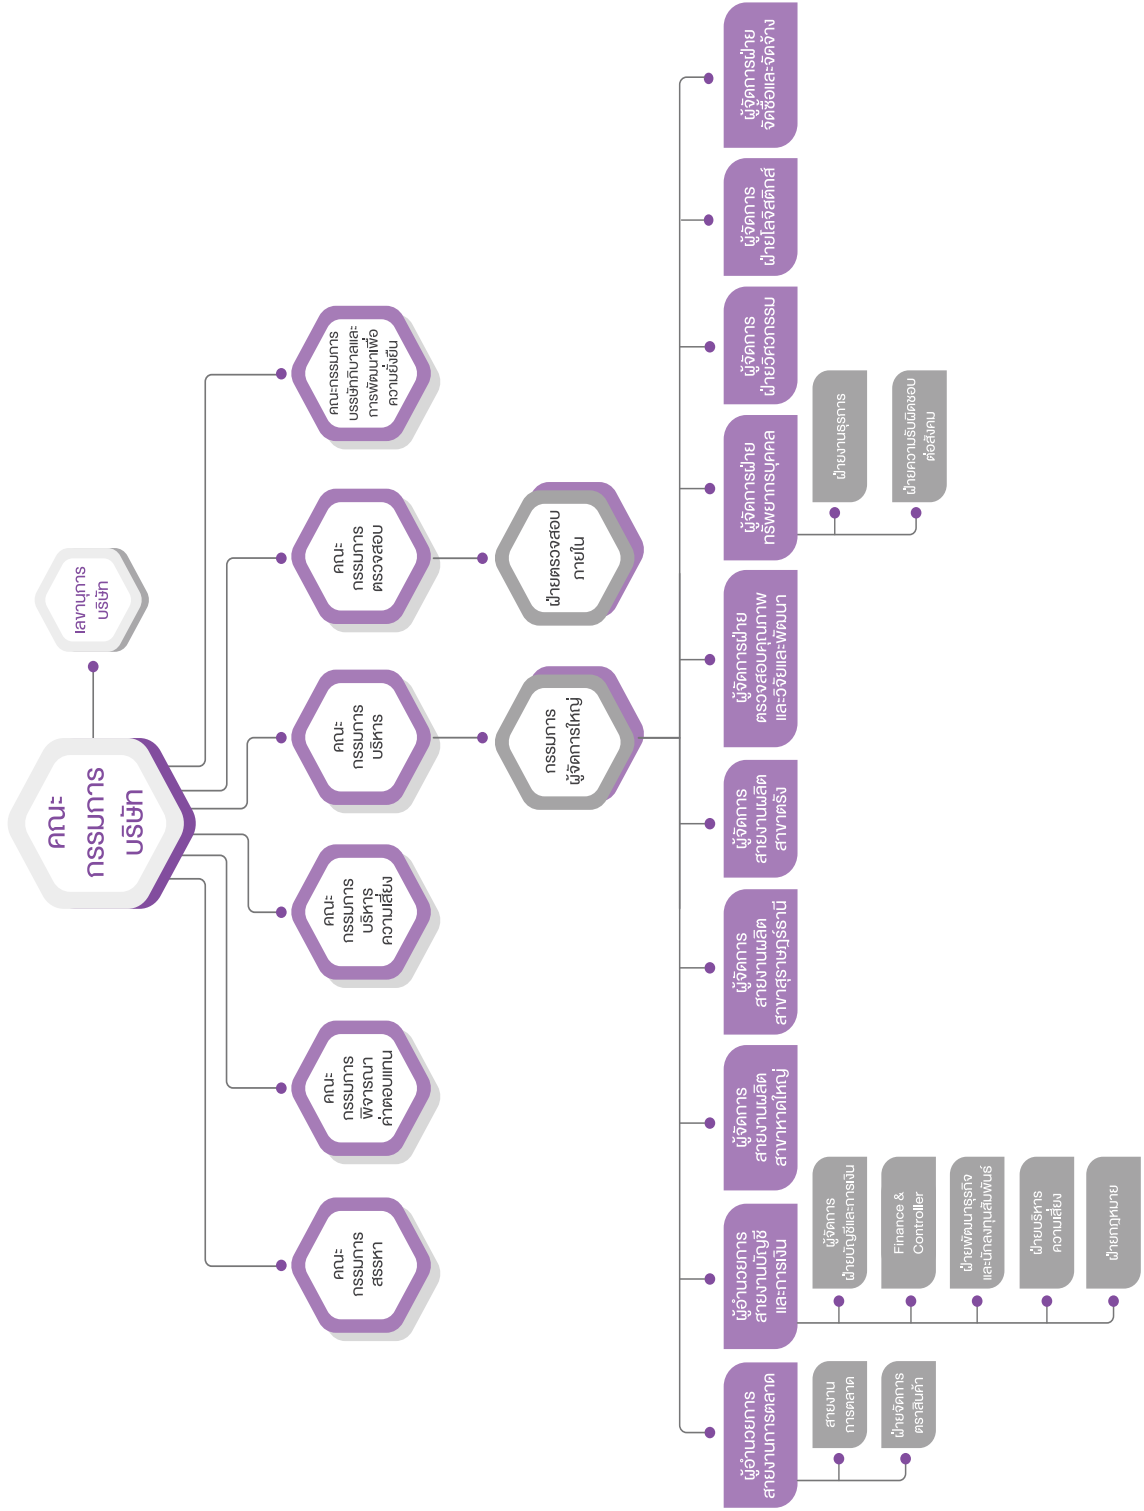 เลขานุการ
บริษัท
คณะ
กรรมการ
บริษัท
คณะ
กรรมการ
สรรหา
คณะ
กรรมการ
พิจารณา
ค่าตอบแทน
คณะ
กรรมการ
บริหาร
ความเสี่ยง
คณะ
กรรมการ
บริหาร
คณะ
กรรมการ
ตรวจสอบ
คณะกรรมการ
บรรษัทภิบาลและ
การพัฒนาเพื่อ
ความยั่งยืน
กรรมการ
ผู้จัดการใหญ่
ฝ่ายตรวจสอบ
ภายใน
ผู้อำนวยการ
สายงานการตลาด
ผู้อำนวยการ
สายงานบัญชี
และการเงิน
ผู้จัดการ
สายงานผลิต
สาขาหาดใหญ่
ผู้จัดการ
สายงานผลิต
สาขาสุราษฎร์ธานี
ผู้จัดการ
สายงานผลิต
สาขาตรัง
ผู้จัดการฝ่าย
ตรวจสอบคุณภาพ
และวิจัยและพัฒนา
ผู้จัดการฝ่าย
ทรัพยากรบุคคล
ผู้จัดการ
ฝ่ายวิศวกรรม
ผู้จัดการ
ฝ่ายโลจิสติกส์
ผู้จัดการฝ่าย
จัดซื้อและจัดจ้าง
สายงาน
การตลาด
ฝ่ายจัดการ
ตราสินค้า
ผู้จัดการ
ฝ่ายบัญชีและการเงิน
Finance &
Controller
ฝ่ายพัฒนาธุรกิจ
และนักลงทุนสัมพันธ์
ฝ่ายบริหาร
ความเสี่ยง
ฝ่ายกฎหมาย
ฝ่ายงานธุรการ
ฝ่ายความรับผิดชอบ
ต่อสังคม